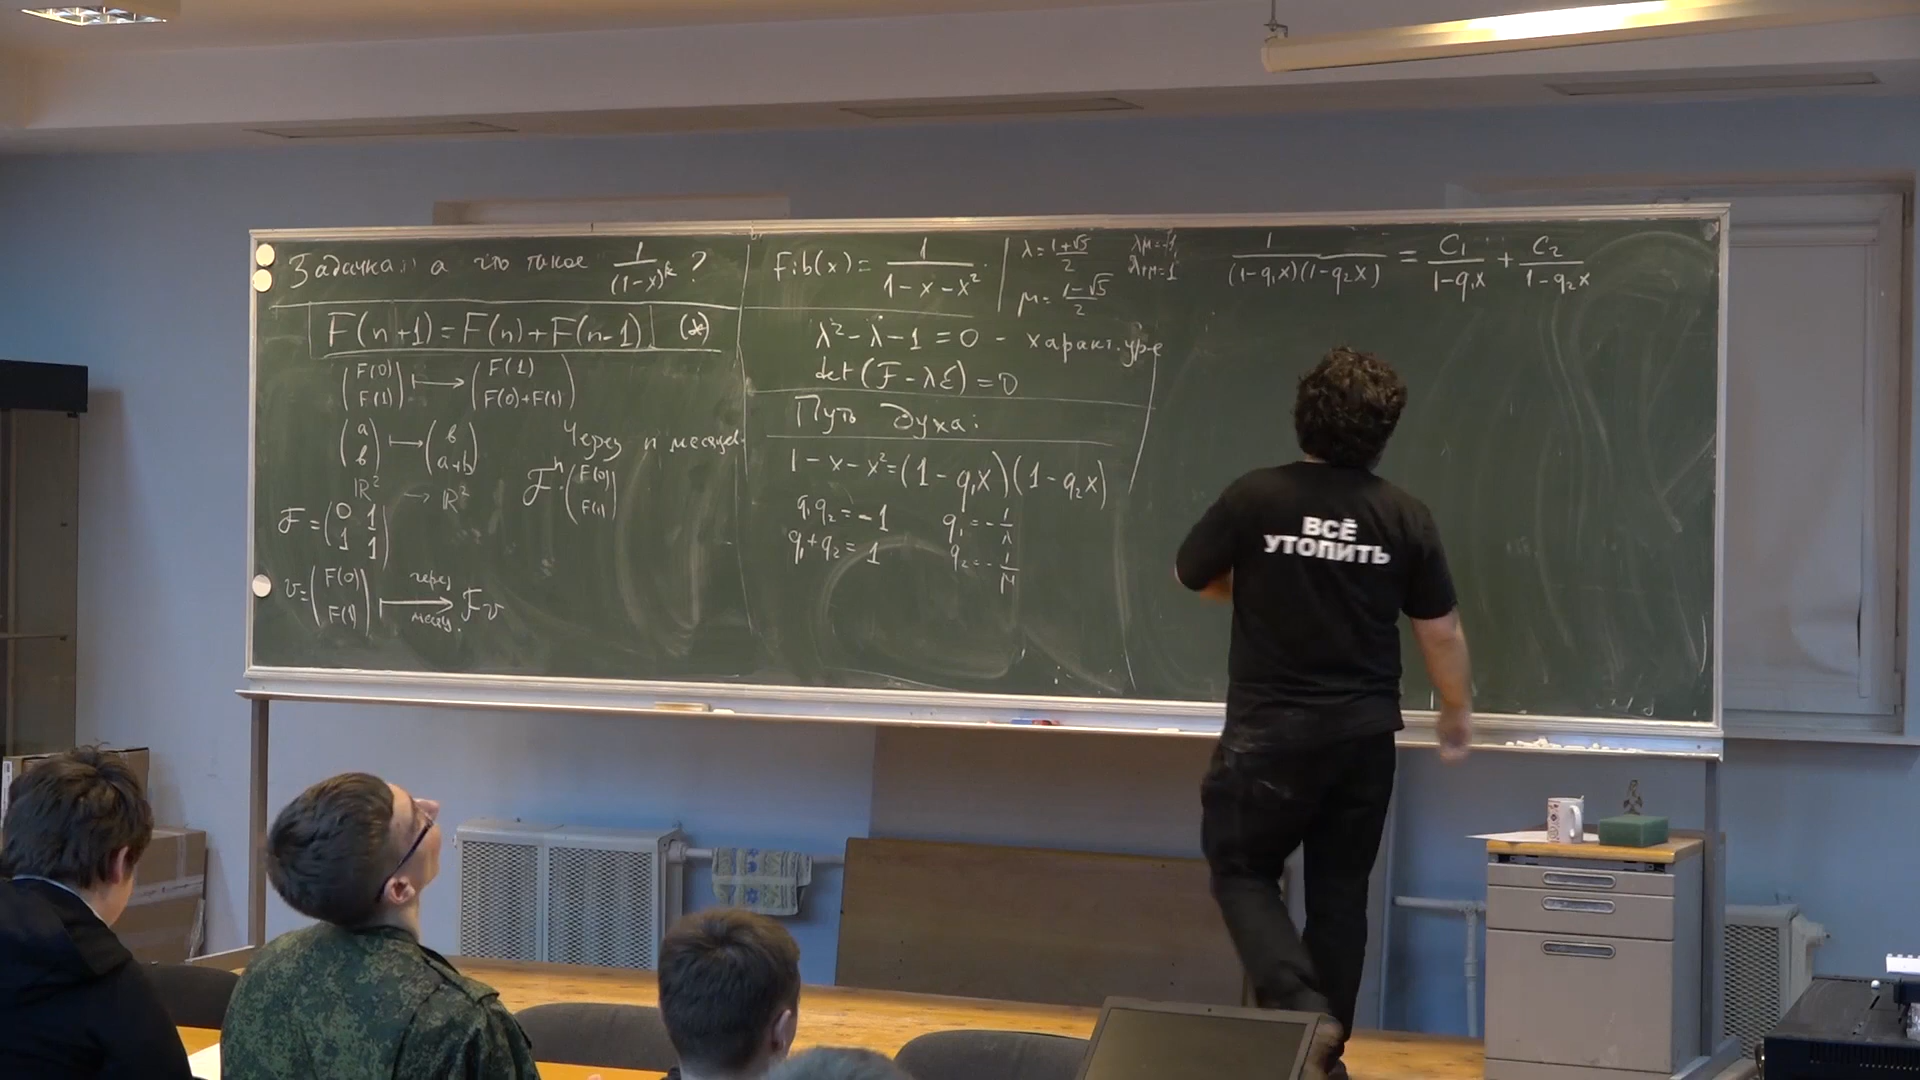 Задачка: а что такое 1/(1-x)^k ?
F(n+1) = F(n) + F(n-1) (*)
(F(0) F(1)) ↦ (F(1) F(0)+F(1))
(a b) ↦ (b a+b)
ℝ² → ℝ²
Через n месяцев
F^n · (F(0) F(1))
F = (0 1 1 1)
v = (F(0) F(1)) ↦ через месяц. Fv
Fib(x) = 1/(1-x-x²)
λ = (1+√5)/2
μ = (1-√5)/2
λμ=-1,
λ+μ=1
λ² - λ - 1 = 0 - характ. ур-е
det(F - λE) = 0
Путь духа:
1-x-x² = (1-q₁x)(1-q₂x)
q₁q₂ = -1
q₁+q₂ = 1
q₁ = -1/λ
q₂ = -1/μ
1/((1-q₁x)(1-q₂x)) = C₁/(1-q₁x) + C₂/(1-q₂x)
ВСЁ
УТОПИТЬ